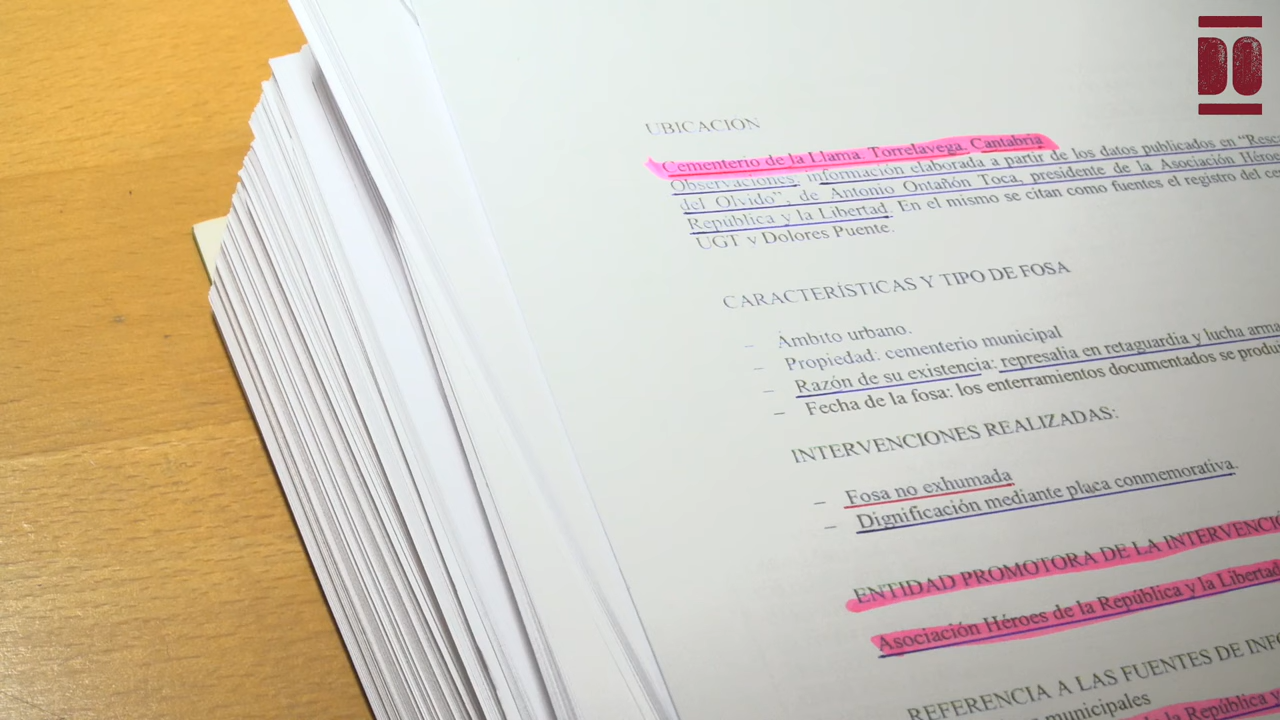 DO
UBICACION
Cementerio de la Llama. Torrelavega. Cantabria
Observaciones: información elaborada a partir de los datos publicados en "Resc
del Olvido", de Antonio Ontañón Toca, presidente de la Asociación Héroe
República y la Libertad. En el mismo se citan como fuentes el registro del ce
UGT y Dolores Puente.
CARACTERÍSTICAS Y TIPO DE FOSA
– Ámbito urbano.
– Propiedad: cementerio municipal
– Razón de su existencia: represalia en retaguardia y lucha arma
– Fecha de la fosa: los enterramientos documentados se produ
INTERVENCIONES REALIZADAS:
– Fosa no exhumada
– Dignificación mediante placa conmemorativa.
ENTIDAD PROMOTORA DE LA INTERVENCIÓ
Asociación Héroes de la República y la Libertad
REFERENCIA A LAS FUENTES DE INFO
municipales
de la República y